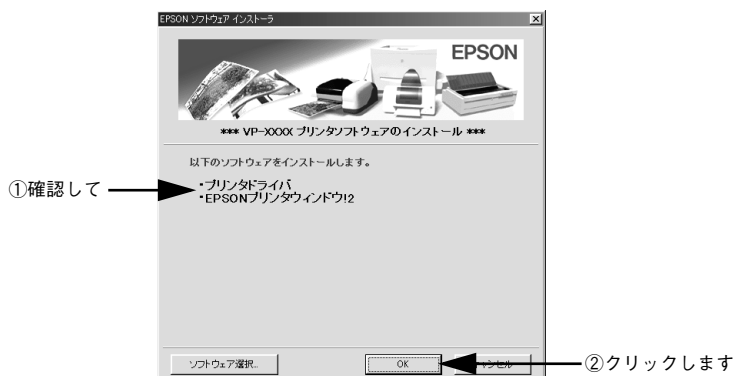 EPSON ソフトウェア インストーラ
EPSON
*** VP-XXXX プリンタソフトウェアのインストール ***
以下のソフトウェアをインストールします。
・プリンタドライバ
・EPSONプリンタウィンドウ!2
①確認して
ソフトウェア選択...
OK
キャンセル
②クリックします